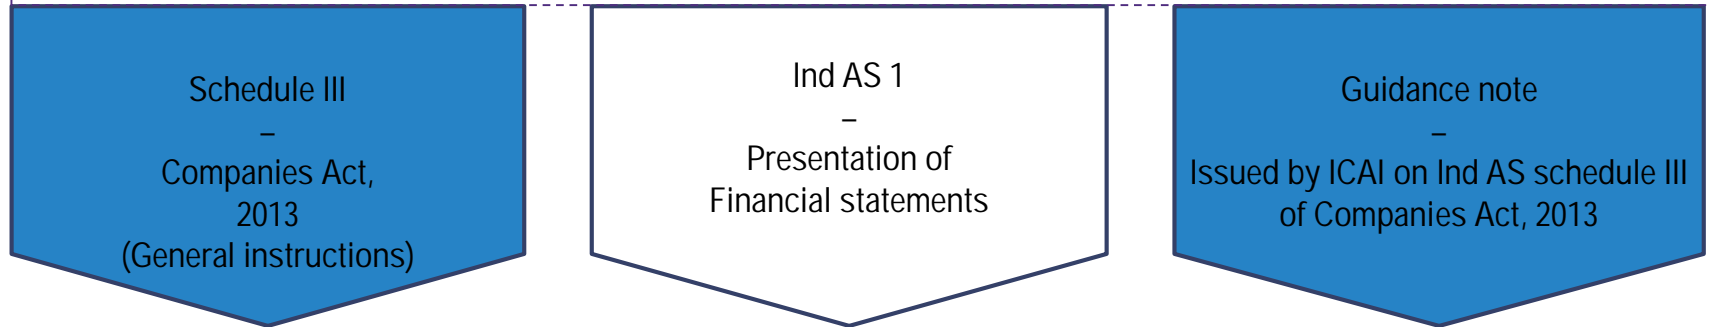 Schedule III
–
Companies Act,
2013
(General instructions)
Ind AS 1
–
Presentation of
Financial statements
Guidance note
–
Issued by ICAI on Ind AS schedule III
of Companies Act, 2013